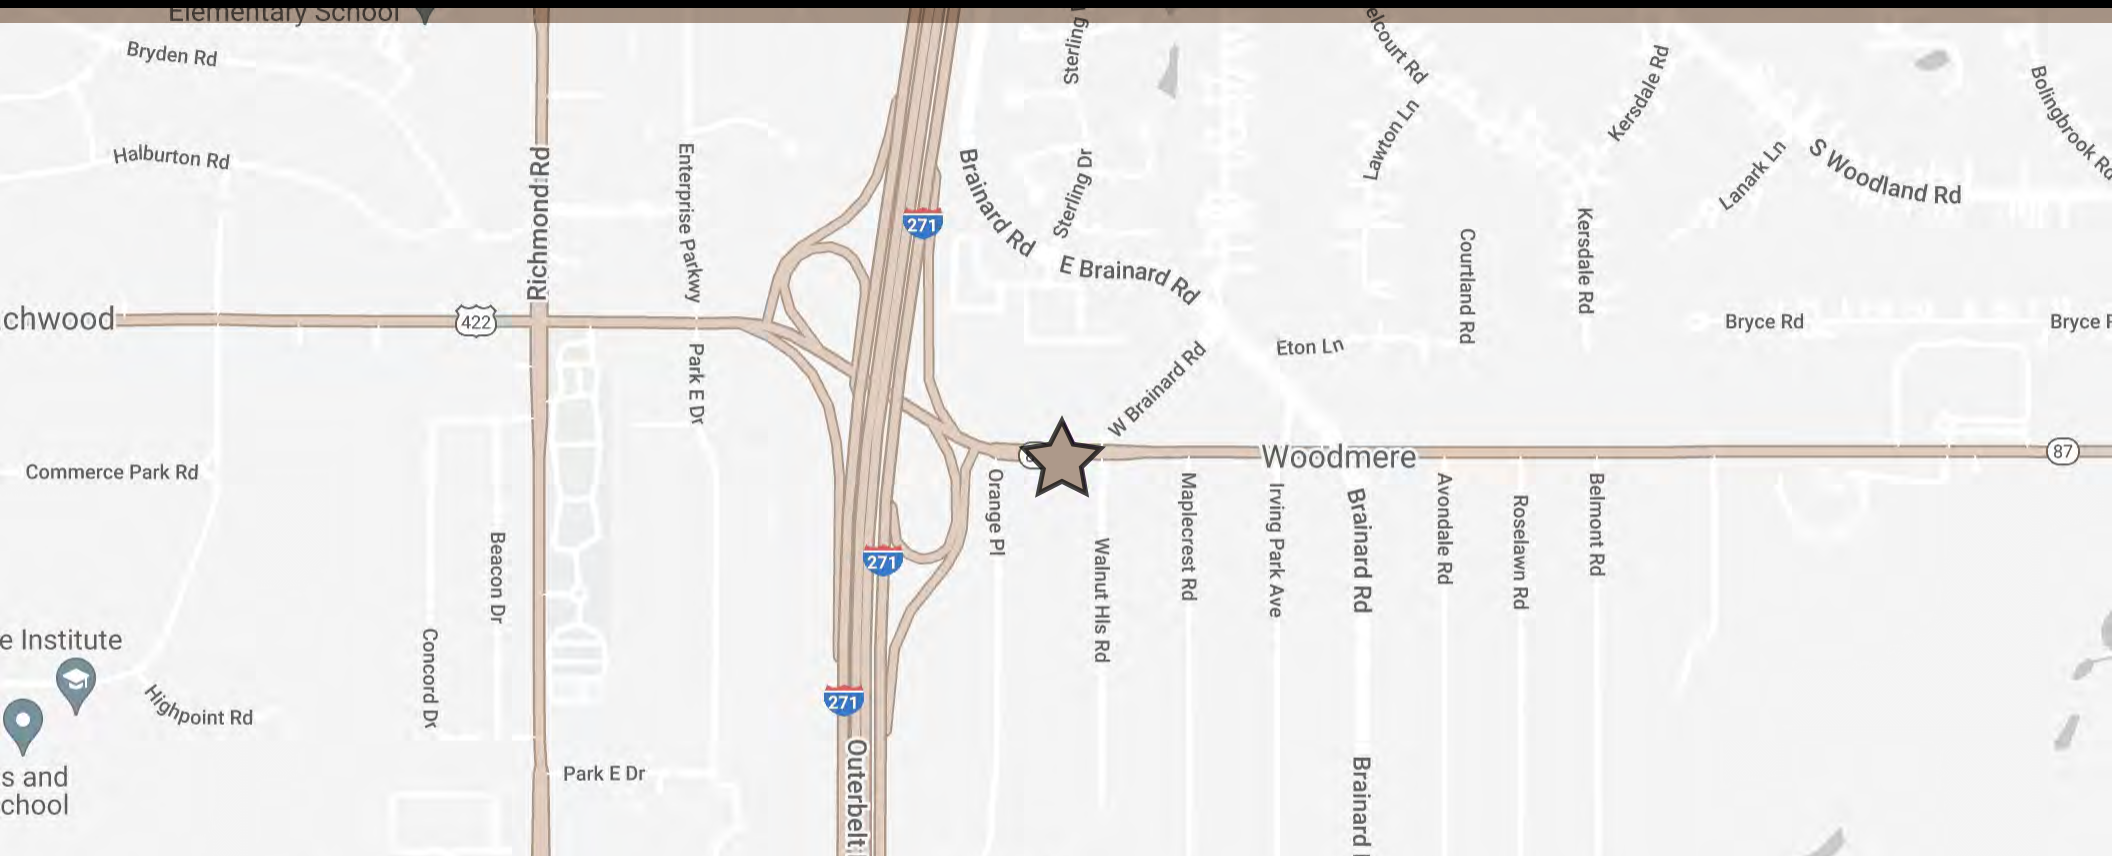 Elementary School
Bryden Rd
Halburton Rd
Richmond Rd
Enterprise Parkwy
271
Sterling
Sterling Dr
Brainard Rd
E Brainard Rd
elcourt Rd
Lawton Ln
Kersdale Rd
Lanark Ln
S Woodland Rd
Bolingbrook Rd
Courtland Rd
Kersdale Rd
chwood
422
Bryce Rd
Bryce
Eton Ln
Park E Dr
W Brainard Rd
Woodmere
87
Commerce Park Rd
Orange Pl
Maplecrest Rd
Irving Park Ave
Brainard Rd
Avondale Rd
Roselawn Rd
Belmont Rd
Beacon Dr
271
Walnut Hls Rd
e Institute
Concord Dr
Highpoint Rd
271
s and
chool
Park E Dr
Outerbelt
Brainard